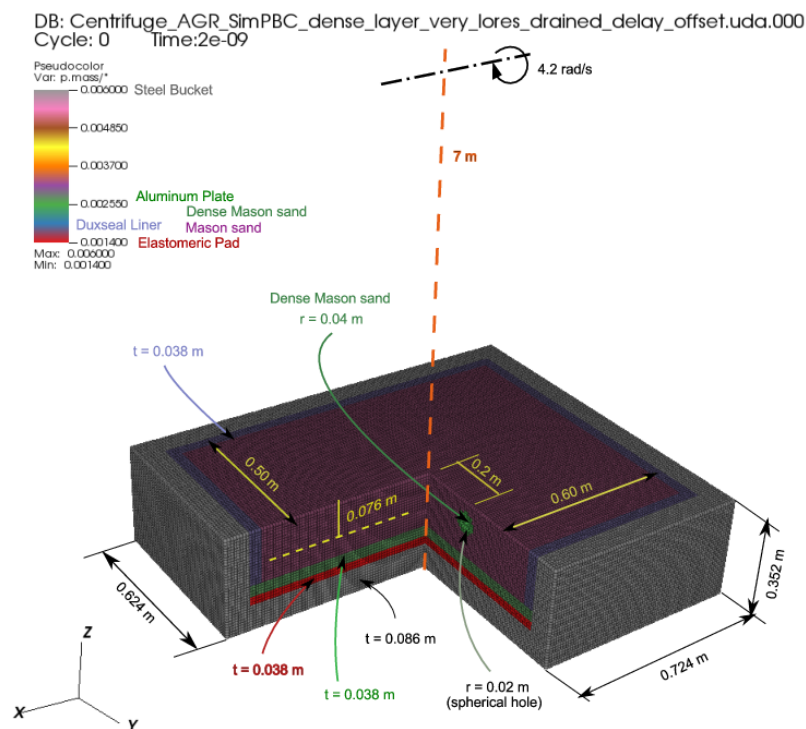 DB: Centrifuge_AGR_SimPBC_dense_layer_very_lores_drained_delay_offset.uda.000
Cycle: 0 Time:2e-09
Pseudocolor
Var: p.mass/*
0.006000 Steel Bucket
0.004850
0.003700
0.002550
0.001400
Aluminum Plate
Dense Mason sand
Duxseal Liner
Mason sand
Elastomeric Pad
Max: 0.006000
Min: 0.001400
4.2 rad/s
7 m
Dense Mason sand
r = 0.04 m
t = 0.038 m
0.50 m
0.2 m
0.076 m
0.60 m
0.624 m
0.352 m
0.724 m
t = 0.086 m
t = 0.038 m
t = 0.038 m
r = 0.02 m
(spherical hole)
Z
X
Y